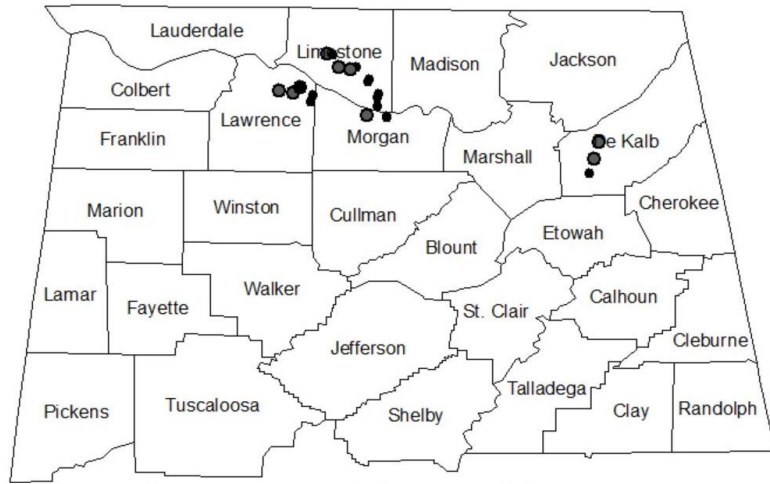 Lauderdale
Limestone
Madison
Jackson
Colbert
Lawrence
Franklin
Morgan
Marshall
e Kalb
Marion
Winston
Cullman
Blount
Etowah
Cherokee
Lamar
Fayette
Walker
Jefferson
St. Clair
Calhoun
Cleburne
Pickens
Tuscaloosa
Shelby
Talladega
Clay
Randolph